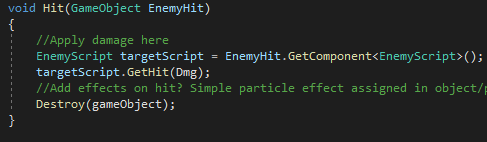 void Hit(GameObject EnemyHit)
{
//Apply damage here
EnemyScript targetScript = EnemyHit.GetComponent<EnemyScript>();
targetScript.GetHit(Dmg);
//Add effects on hit? Simple particle effect assigned in object/
Destroy(gameObject);
}